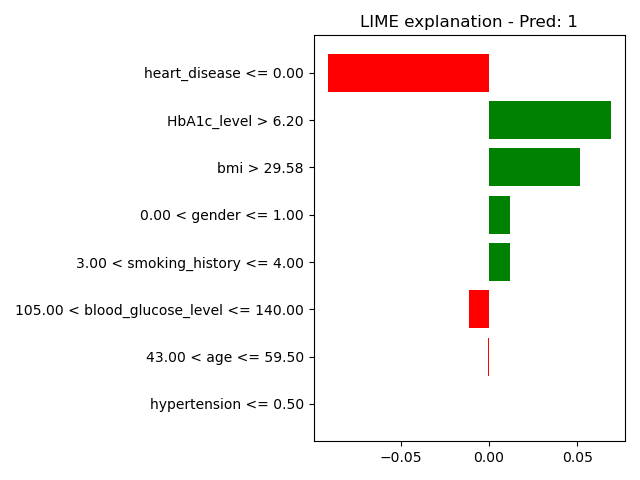 LIME explanation - Pred: 1
heart_disease <= 0.00
HbA1c_level > 6.20
bmi > 29.58
0.00 < gender <= 1.00
3.00 < smoking_history <= 4.00
105.00 < blood_glucose_level <= 140.00
43.00 < age <= 59.50
hypertension <= 0.50
−0.05 0.00 0.05